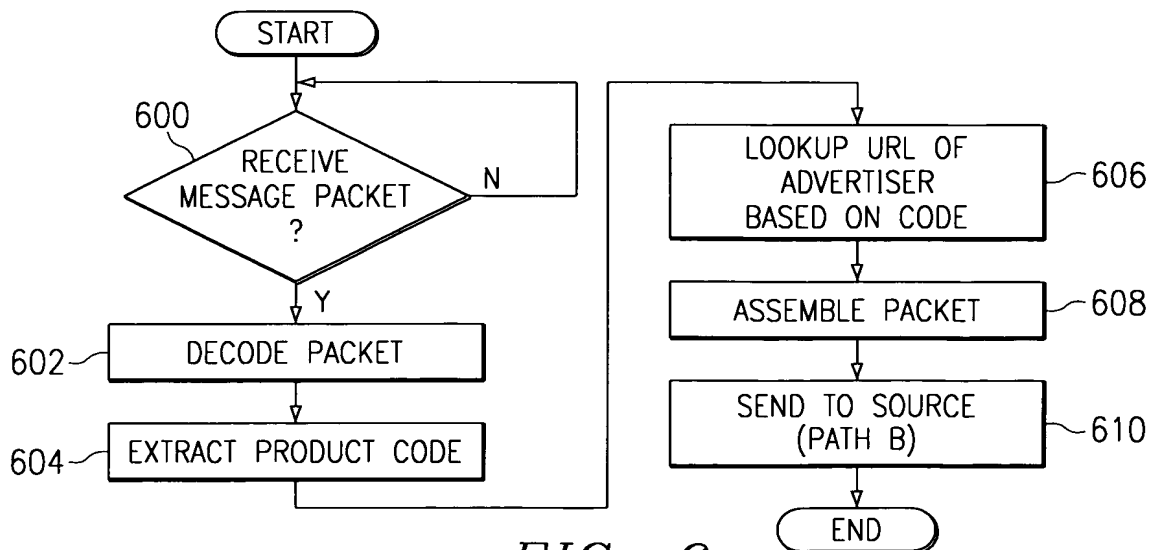 START
600
RECEIVE
MESSAGE PACKET
?
N
Y
602
DECODE PACKET
604
EXTRACT PRODUCT CODE
LOOKUP URL OF
ADVERTISER
BASED ON CODE
606
ASSEMBLE PACKET
608
SEND TO SOURCE
(PATH B)
610
END